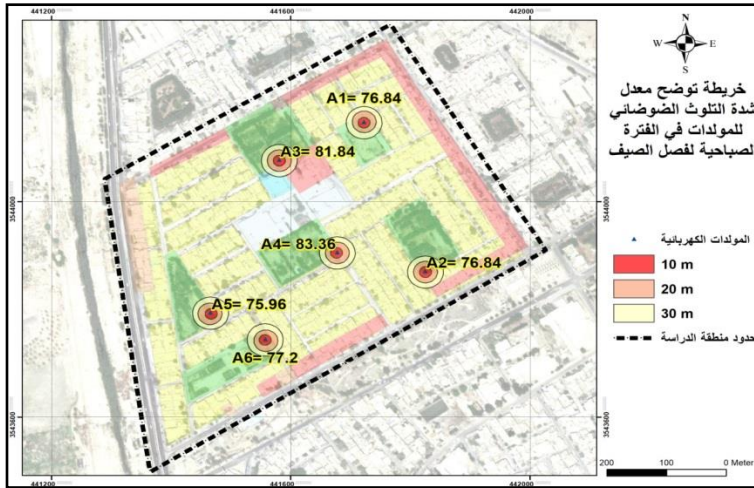 441200 441600 442000
N
W E
S
خريطة توضح معدل
شدة التلوث الضوضائي
للمولدات في الفترة
الصباحية لفصل الصيف
A1= 76.84
A3= 81.84
3544000 3544000
A4= 83.36
A2= 76.84
A5= 75.96
A6= 77.2
المولدات الكهربائية
10 m
20 m
30 m
حدود منطقة الدراسة
3543600 3543600
200 100 0 Meter
441200 441600 442000